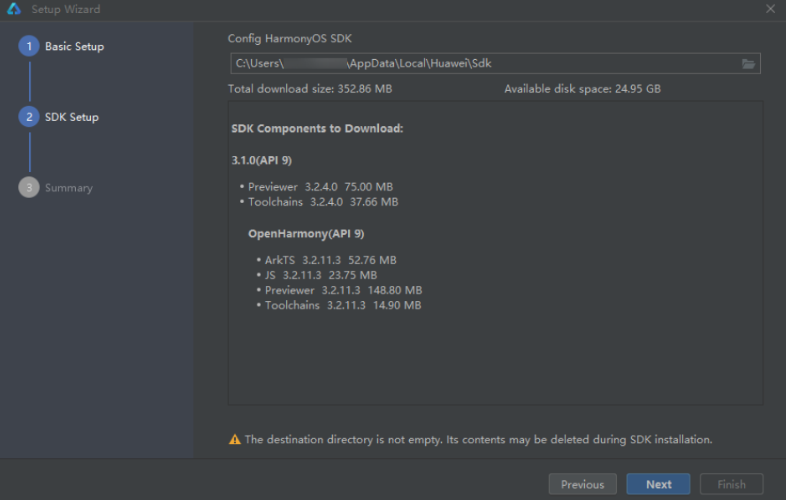 Setup Wizard
1 Basic Setup
2 SDK Setup
3 Summary
Config HarmonyOS SDK
C:\Users\ \AppData\Local\Huawei\Sdk
Total download size: 352.86 MB Available disk space: 24.95 GB
SDK Components to Download:
3.1.0(API 9)
• Previewer 3.2.4.0 75.00 MB
• Toolchains 3.2.4.0 37.66 MB
OpenHarmony(API 9)
• ArkTS 3.2.11.3 52.76 MB
• JS 3.2.11.3 23.75 MB
• Previewer 3.2.11.3 148.80 MB
• Toolchains 3.2.11.3 14.90 MB
The destination directory is not empty. Its contents may be deleted during SDK installation.
Previous Next Finish